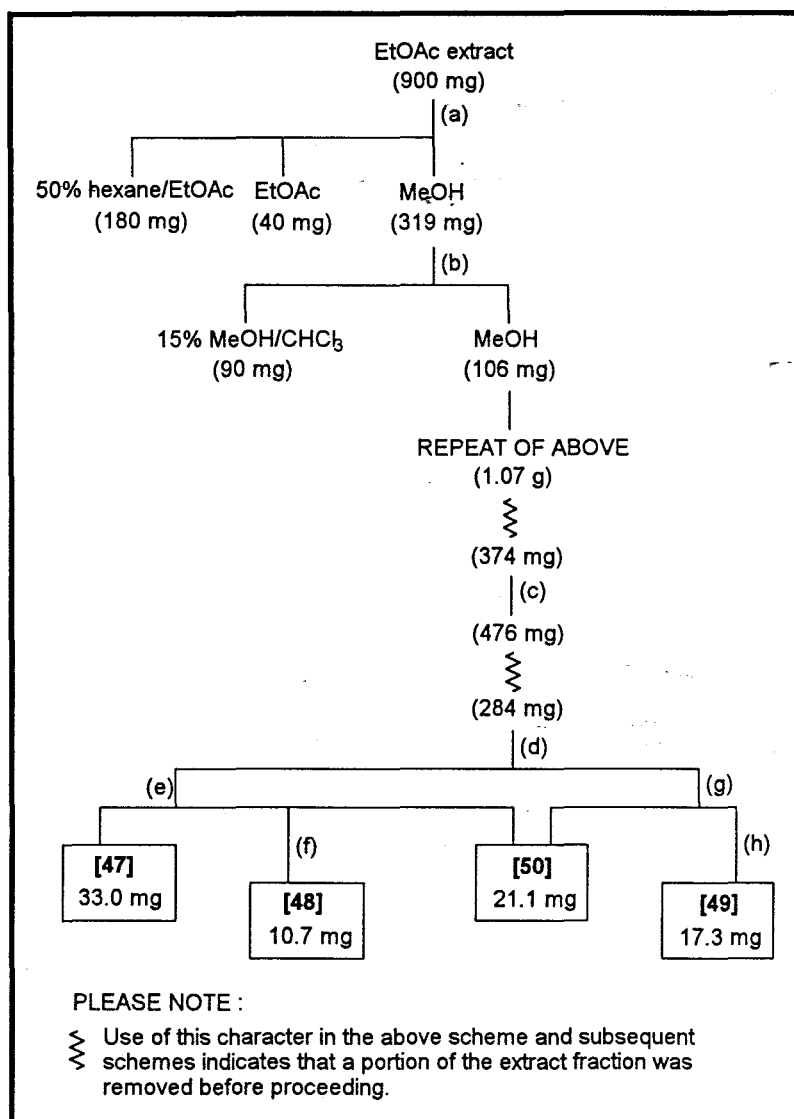 EtOAc extract
(900 mg)
(a)
50% hexane/EtOAc EtOAc MeOH
(180 mg) (40 mg) (319 mg)
(b)
15% MeOH/CHCl3 MeOH
(90 mg) (106 mg)
REPEAT OF ABOVE
(1.07 g)
(374 mg)
(c)
(476 mg)
(284 mg)
(d)
(e) (g)
(f) (h)
[47] [48] [50] [49]
33.0 mg 10.7 mg 21.1 mg 17.3 mg
PLEASE NOTE :
Use of this character in the above scheme and subsequent
schemes indicates that a portion of the extract fraction was
removed before proceeding.